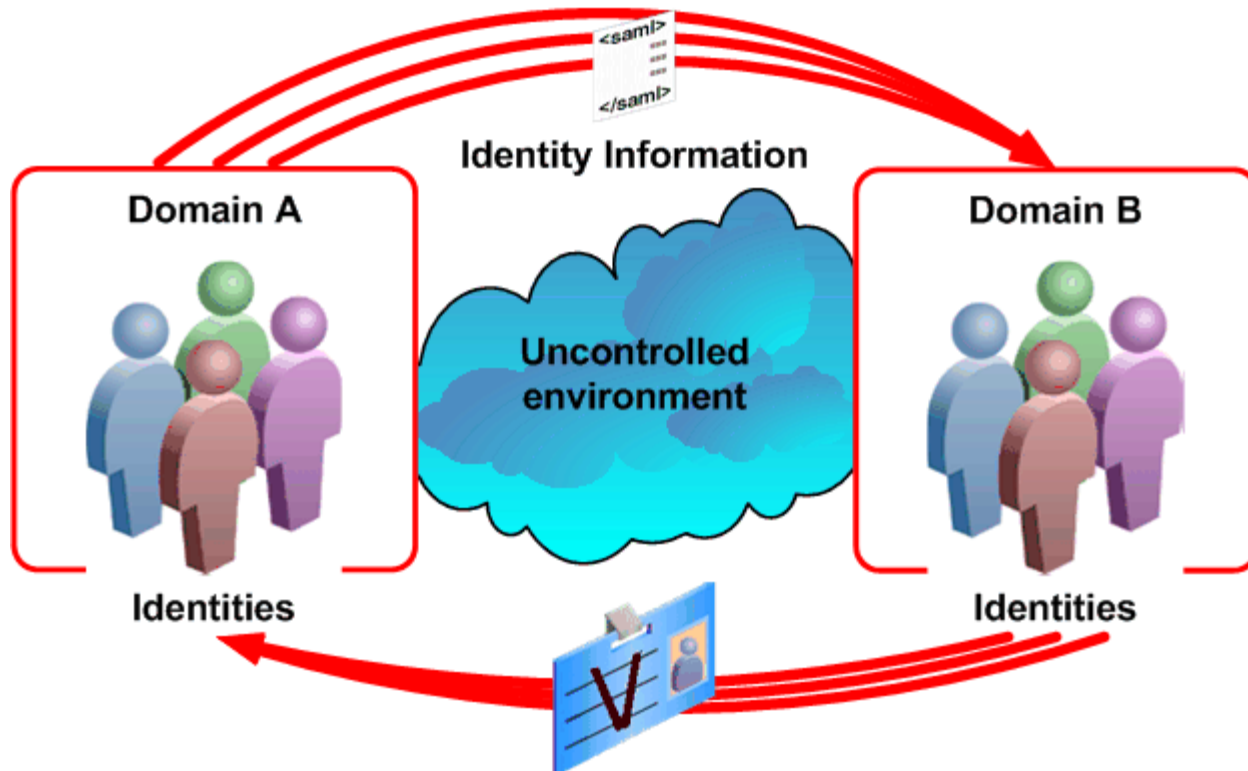 <saml>
===
===
===
</saml>
Identity Information
Domain A
Domain B
Uncontrolled
environment
Identities
Identities
V